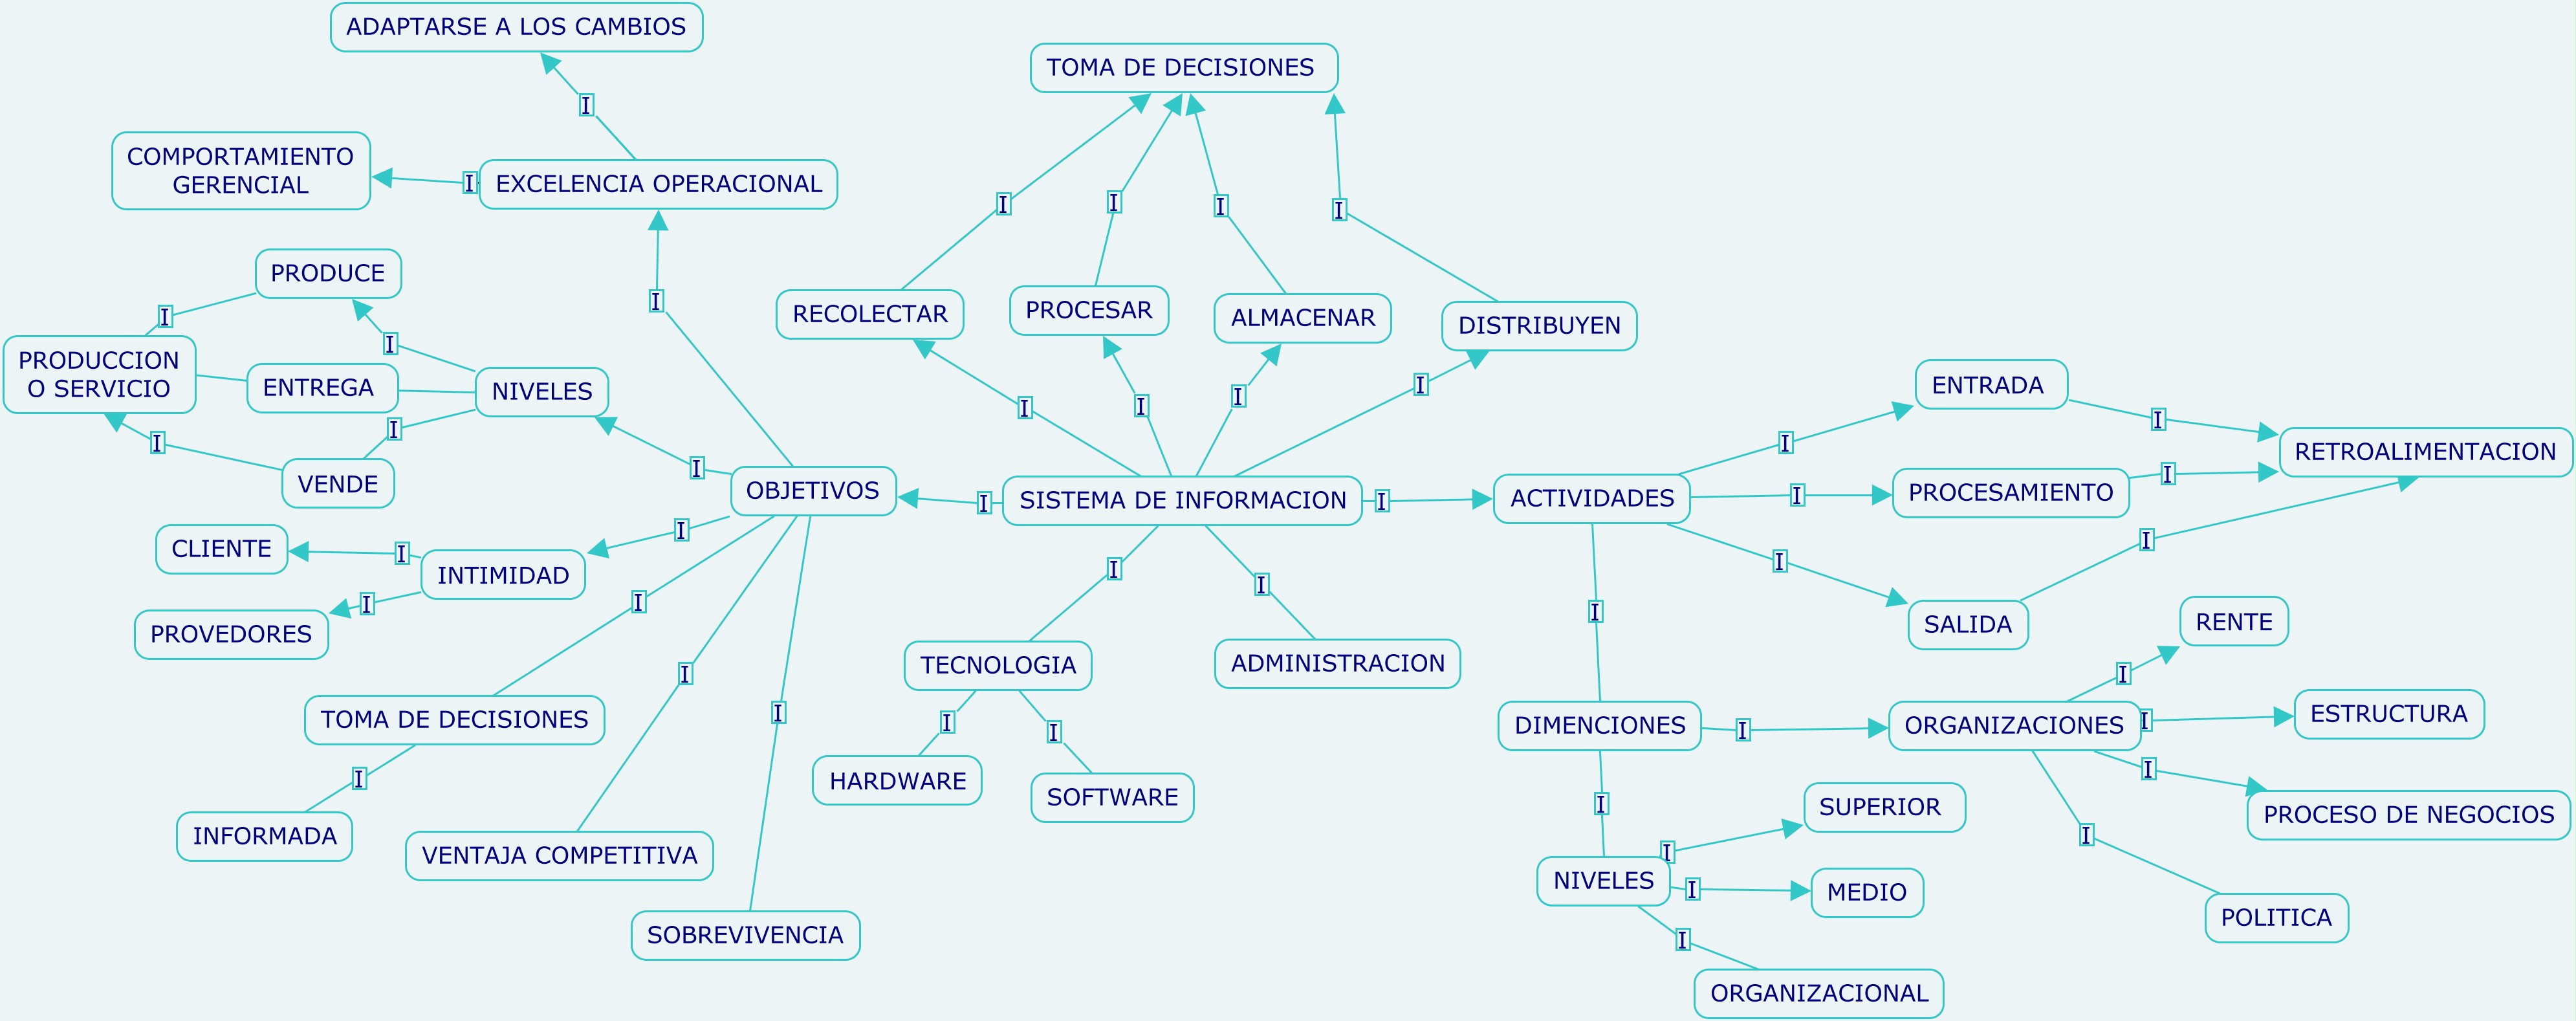 ADAPTARSE A LOS CAMBIOS
TOMA DE DECISIONES
I
COMPORTAMIENTO
GERENCIAL
I
EXCELENCIA OPERACIONAL
I
I
I
I
PRODUCE
I
I
RECOLECTAR
PROCESAR
ALMACENAR
DISTRIBUYEN
I
PRODUCCION
O SERVICIO
ENTREGA
NIVELES
I
I
I
I
I
I
VENDE
I
OBJETIVOS
I
SISTEMA DE INFORMACION
I
ACTIVIDADES
I
ENTRADA
I
I
PROCESAMIENTO
I
RETROALIMENTACION
I
SALIDA
I
CLIENTE
I
INTIMIDAD
I
PROVEDORES
I
I
I
I
I
I
I
TECNOLOGIA
ADMINISTRACION
I
I
HARDWARE
SOFTWARE
TOMA DE DECISIONES
I
INFORMADA
VENTAJA COMPETITIVA
SOBREVIVENCIA
DIMENCIONES
I
ORGANIZACIONES
I
RENTE
I
ESTRUCTURA
I
PROCESO DE NEGOCIOS
I
POLITICA
I
NIVELES
I
SUPERIOR
I
MEDIO
I
ORGANIZACIONAL